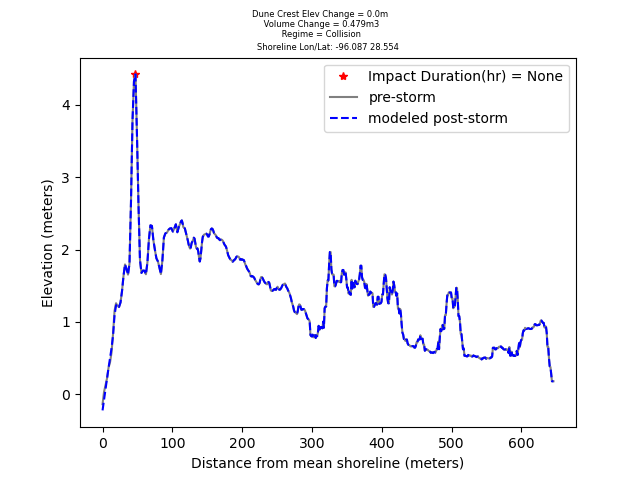 Dune Crest Elev Change = 0.0m
Volume Change = 0.479m3
Regime = Collision
Shoreline Lon/Lat: -96.087 28.554
Impact Duration(hr) = None
pre-storm
modeled post-storm
Elevation (meters)
4
3
2
1
0
0 100 200 300 400 500 600
Distance from mean shoreline (meters)